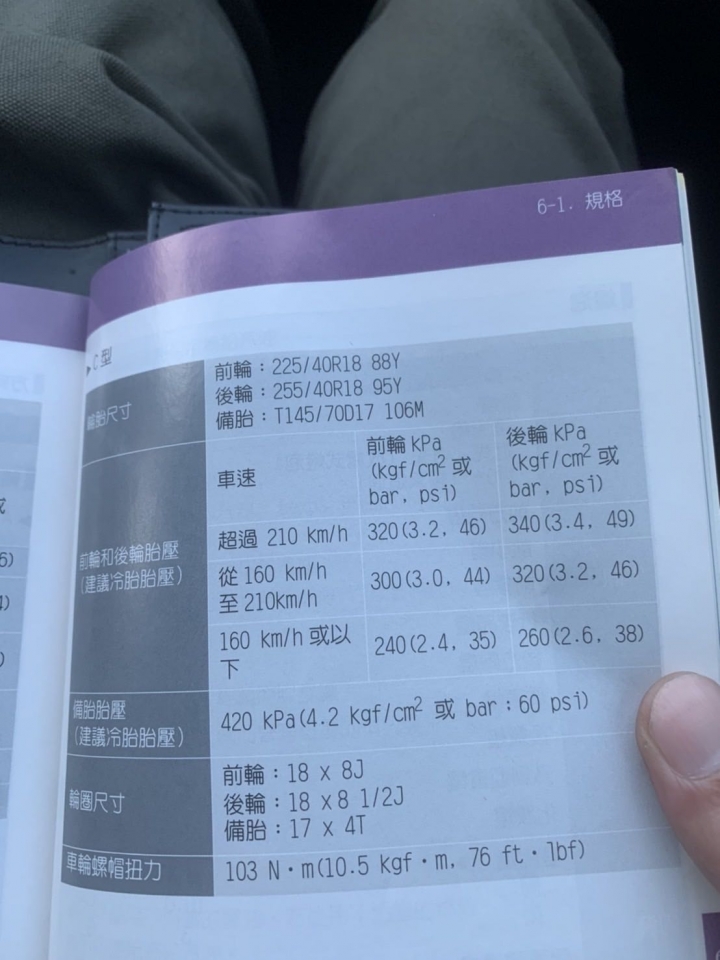 6-1. 規格
▶C 型
輪胎尺寸
前輪：225/40R18 88Y
後輪：255/40R18 95Y
備胎：T145/70D17 106M
前輪和後輪胎壓
(建議冷胎胎壓)
車速
前輪 kPa
(kgf/cm² 或
bar, psi)
後輪 kPa
(kgf/cm² 或
bar, psi)
超過 210 km/h
320(3.2, 46)
340(3.4, 49)
從 160 km/h
至 210km/h
300(3.0, 44)
320(3.2, 46)
160 km/h 或以
下
240(2.4, 35)
260(2.6, 38)
備胎胎壓
(建議冷胎胎壓)
420 kPa(4.2 kgf/cm² 或 bar：60 psi)
輪圈尺寸
前輪：18 x 8J
後輪：18 x8 1/2J
備胎：17 x 4T
車輪螺帽扭力
103 N·m(10.5 kgf·m, 76 ft·lbf)